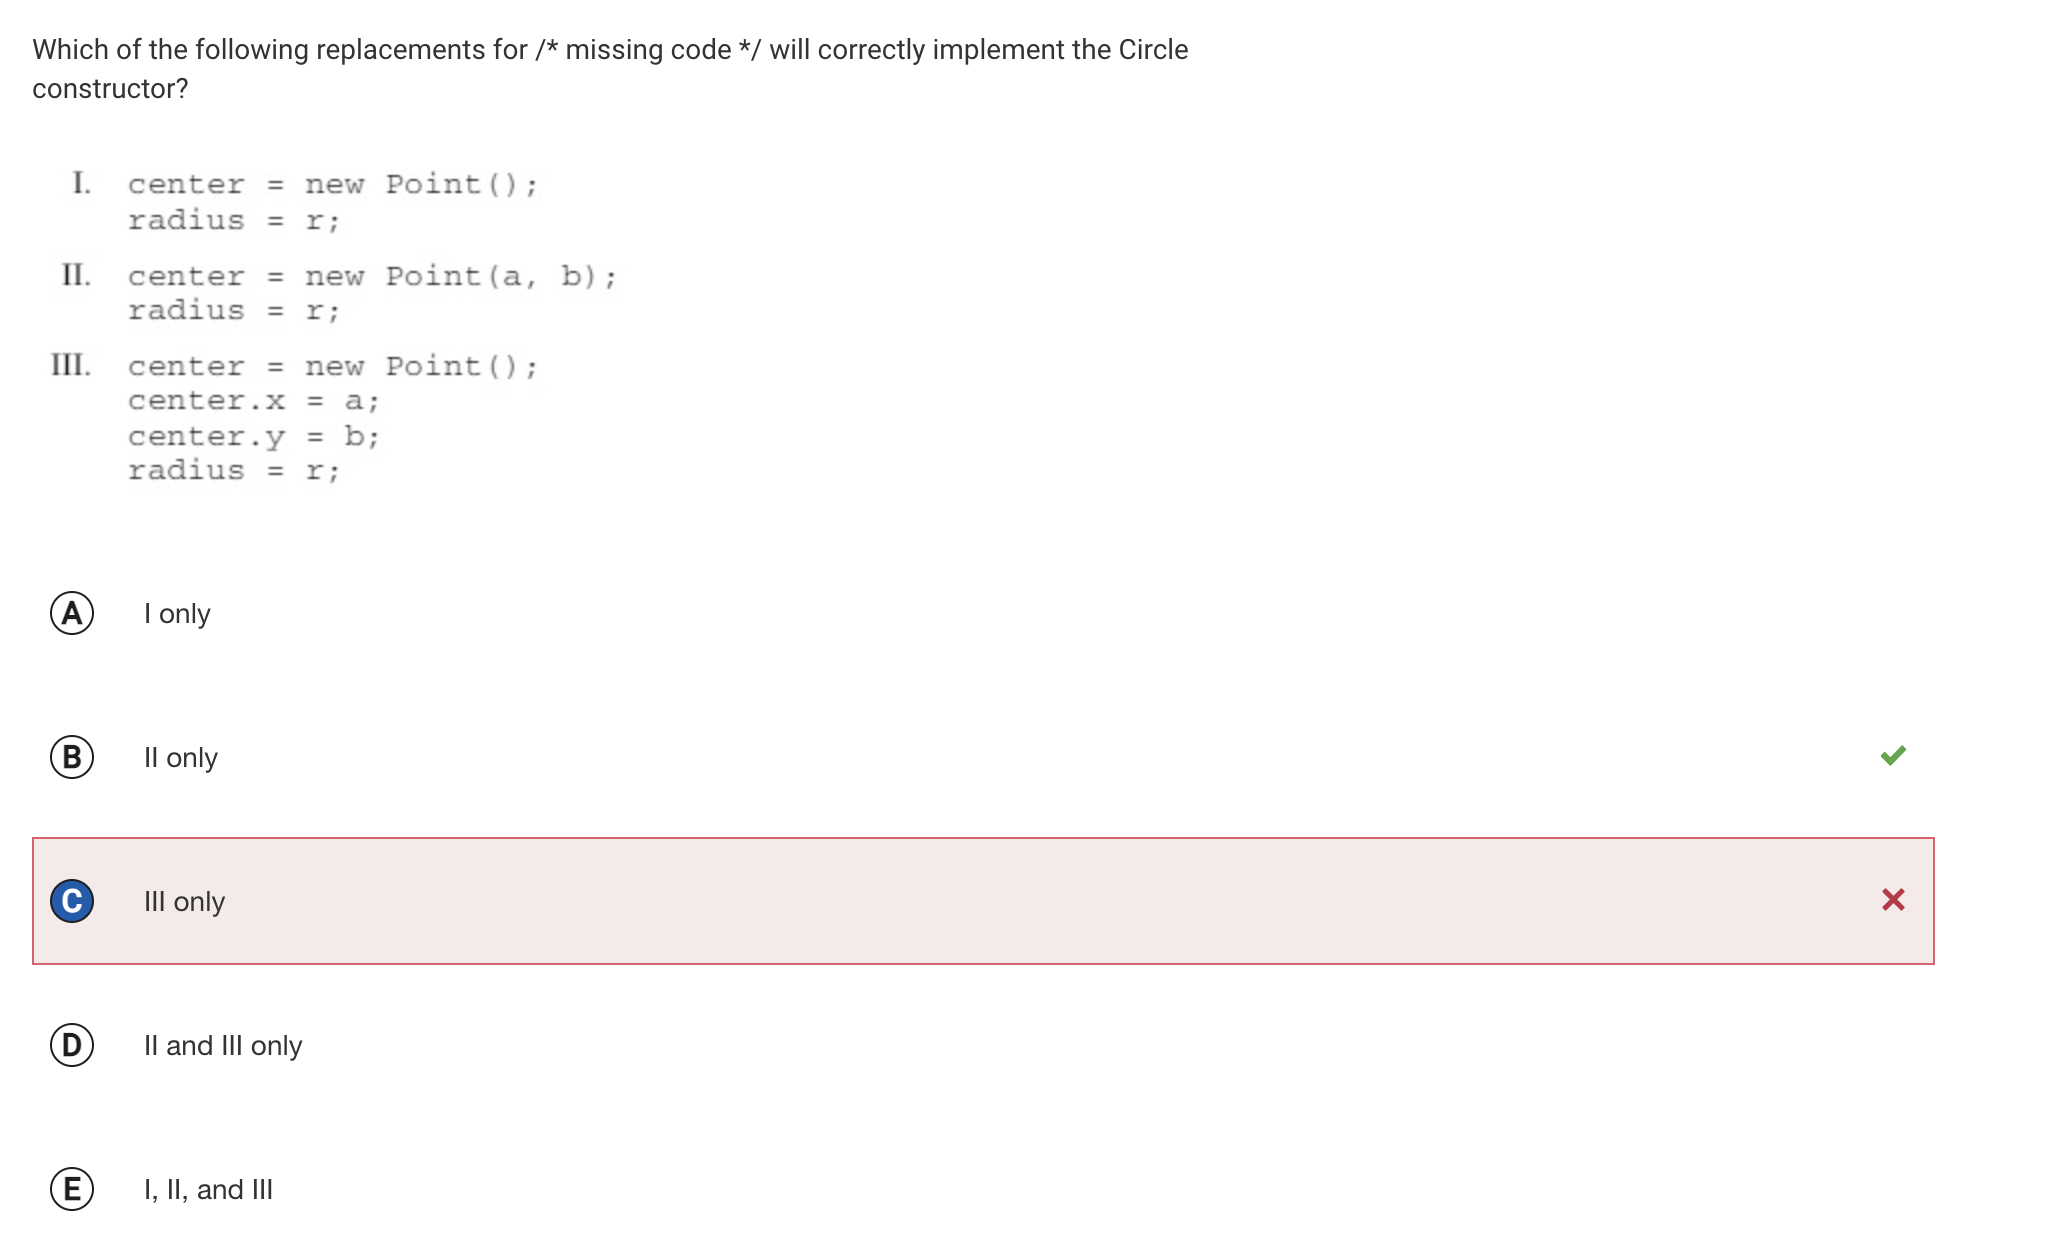 Which of the following replacements for /* missing code */ will correctly implement the Circle
constructor?
I. center = new Point();
radius = r;
II. center = new Point(a, b);
radius = r;
III. center = new Point();
center.x = a;
center.y = b;
radius = r;
A I only
B II only
C III only
D II and III only
E I, II, and III